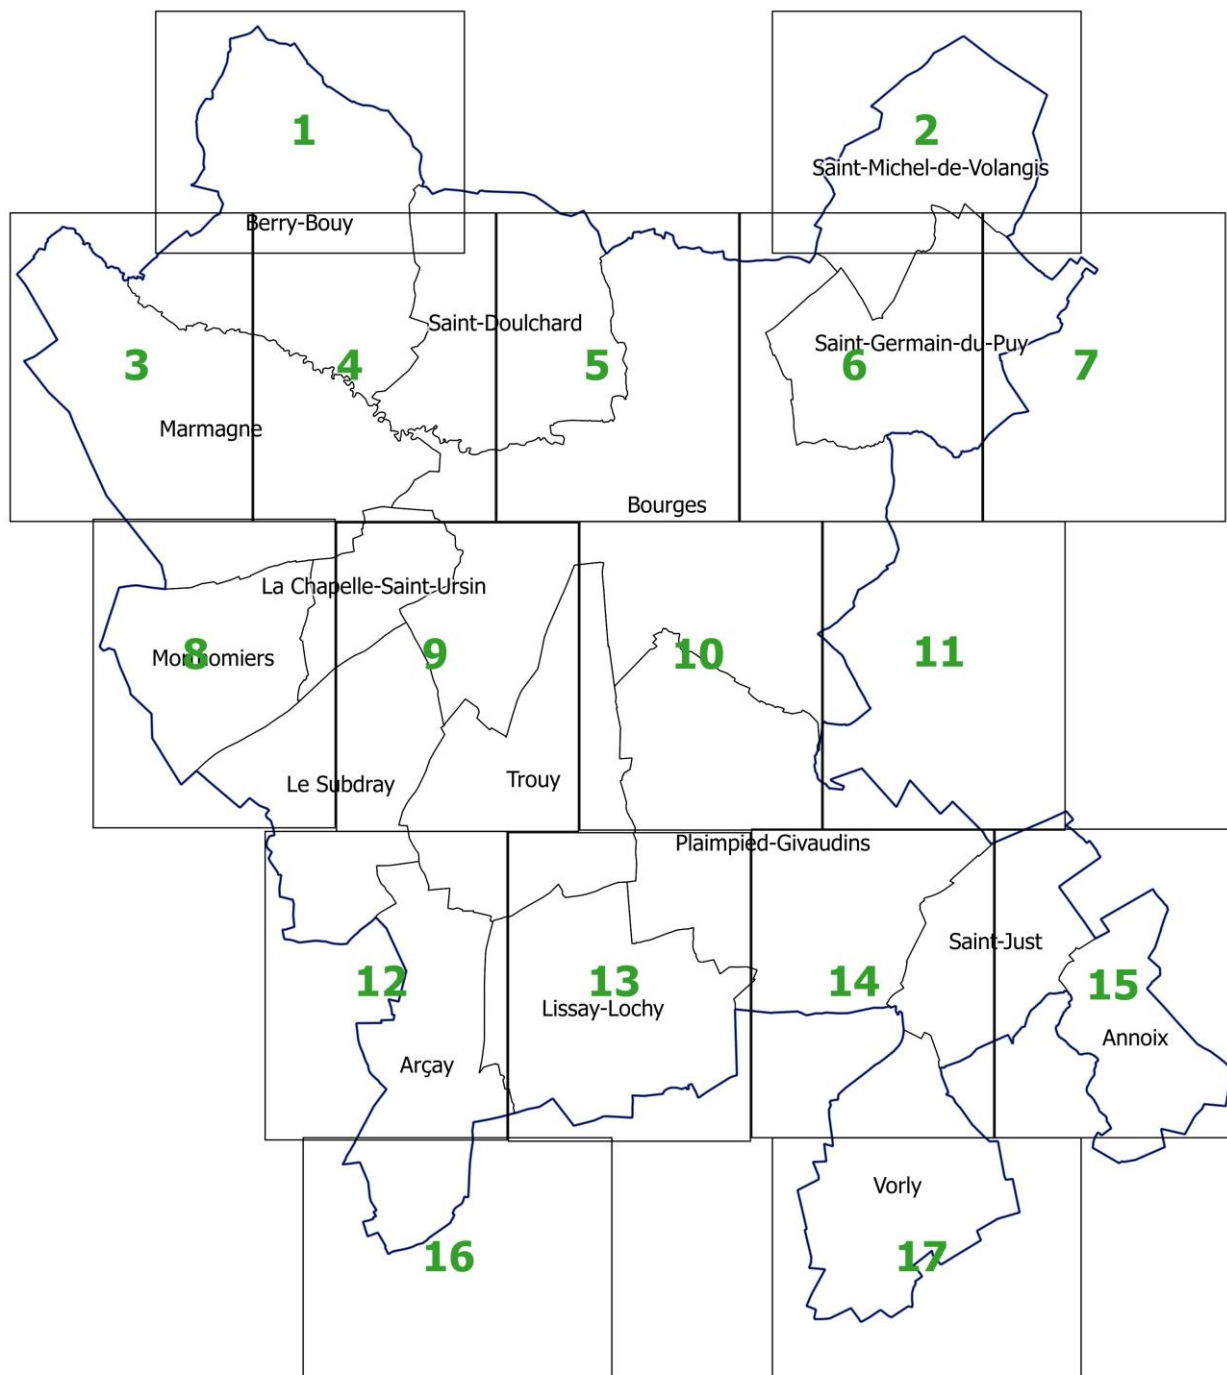 1
2
Saint-Michel-de-Volangis
Berry-Bouy
Saint-Doulchard
Saint-Germain-du-Puy
3
4
5
6
7
Marmagne
Bourges
La Chapelle-Saint-Ursin
8
9
10
11
Le Subdray
Trouy
Plaimpied-Givaudins
Saint-Just
12
13
14
15
Lissay-Lochy
Annoix
Arçay
Vorly
16
17